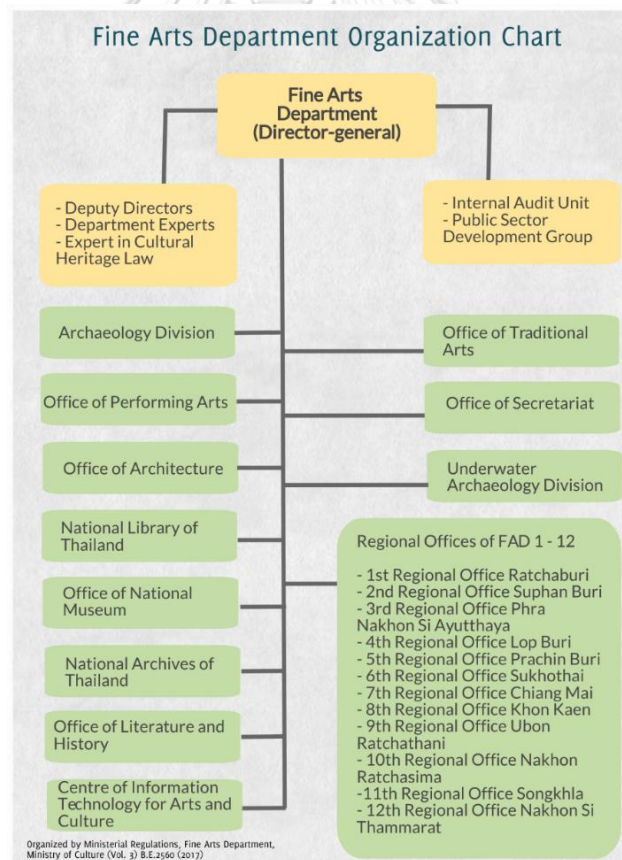 Fine Arts Department Organization Chart
Fine Arts
Department
(Director-general)
- Deputy Directors
- Department Experts
- Expert in Cultural
Heritage Law
- Internal Audit Unit
- Public Sector
Development Group
Archaeology Division
Office of Performing Arts
Office of Architecture
National Library of
Thailand
Office of National
Museum
National Archives of
Thailand
Office of Literature and
History
Centre of Information
Technology for Arts and
Culture
Office of Traditional
Arts
Office of Secretariat
Underwater
Archaeology Division
Regional Offices of FAD 1 - 12
- 1st Regional Office Ratchaburi
- 2nd Regional Office Suphan Buri
- 3rd Regional Office Phra
Nakhon Si Ayutthaya
- 4th Regional Office Lop Buri
- 5th Regional Office Prachin Buri
- 6th Regional Office Sukhothai
- 7th Regional Office Chiang Mai
- 8th Regional Office Khon Kaen
- 9th Regional Office Ubon
Ratchathani
- 10th Regional Office Nakhon
Ratchasima
-11th Regional Office Songkhla
- 12th Regional Office Nakhon Si
Thammarat
Organized by Ministerial Regulations, Fine Arts Department,
Ministry of Culture (Vol. 3) B.E.2560 (2017)